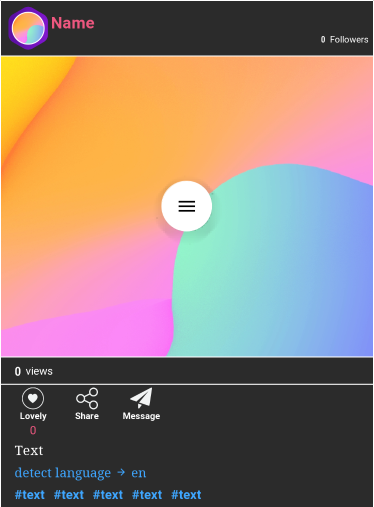 Name
0 Followers
0 views
Lovely Share Message
0
Text
detect language → en
#text #text #text #text #text